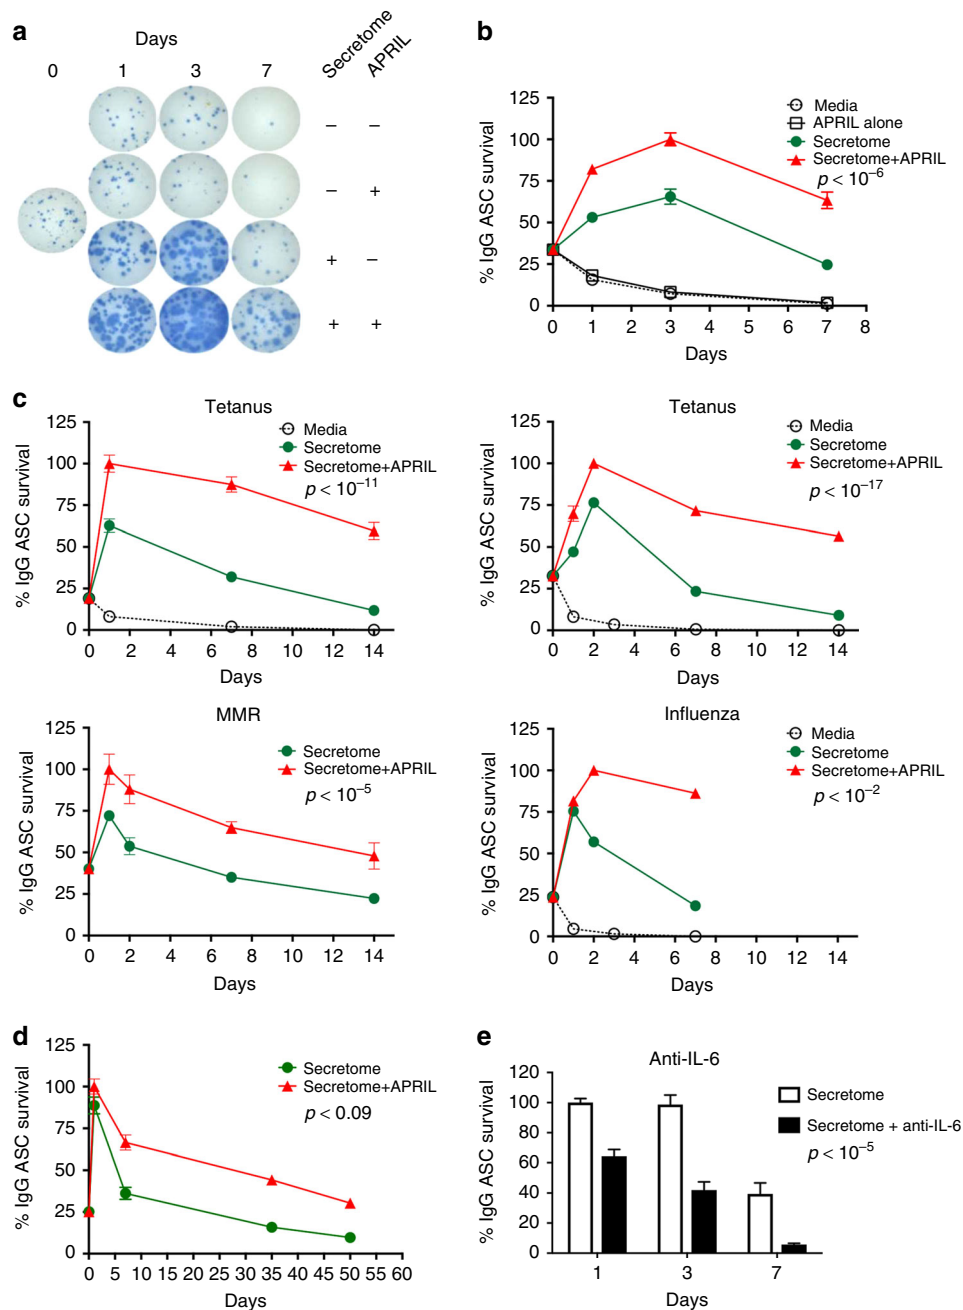 a
Days
Secretome
APRIL
0 1 3 7
– –
– +
+ –
+ +
b
125
100
75
50
25
0
% IgG ASC survival
0 1 2 3 4 5 6 7 8
Days
Media
APRIL alone
Secretome
Secretome+APRIL
p < 10⁻⁶
c
Tetanus
125
100
75
50
25
0
% IgG ASC survival
0 2 4 6 8 10 12 14
Days
Media
Secretome
Secretome+APRIL
p < 10⁻¹¹
Tetanus
125
100
75
50
25
0
% IgG ASC survival
0 2 4 6 8 10 12 14
Days
Media
Secretome
Secretome+APRIL
p < 10⁻¹⁷
MMR
125
100
75
50
25
0
% IgG ASC survival
0 2 4 6 8 10 12 14
Days
Secretome
Secretome+APRIL
p < 10⁻⁵
Influenza
125
100
75
50
25
0
% IgG ASC survival
0 2 4 6 8 10 12 14
Days
Media
Secretome
Secretome+APRIL
p < 10⁻²
d
125
100
75
50
25
0
% IgG ASC survival
0 5 10 15 20 25 30 35 40 45 50 55 60
Days
Secretome
Secretome+APRIL
p < 0.09
e
Anti-IL-6
120
100
80
60
40
20
0
% IgG ASC survival
1 3 7
Days
Secretome
Secretome + anti-IL-6
p < 10⁻⁵